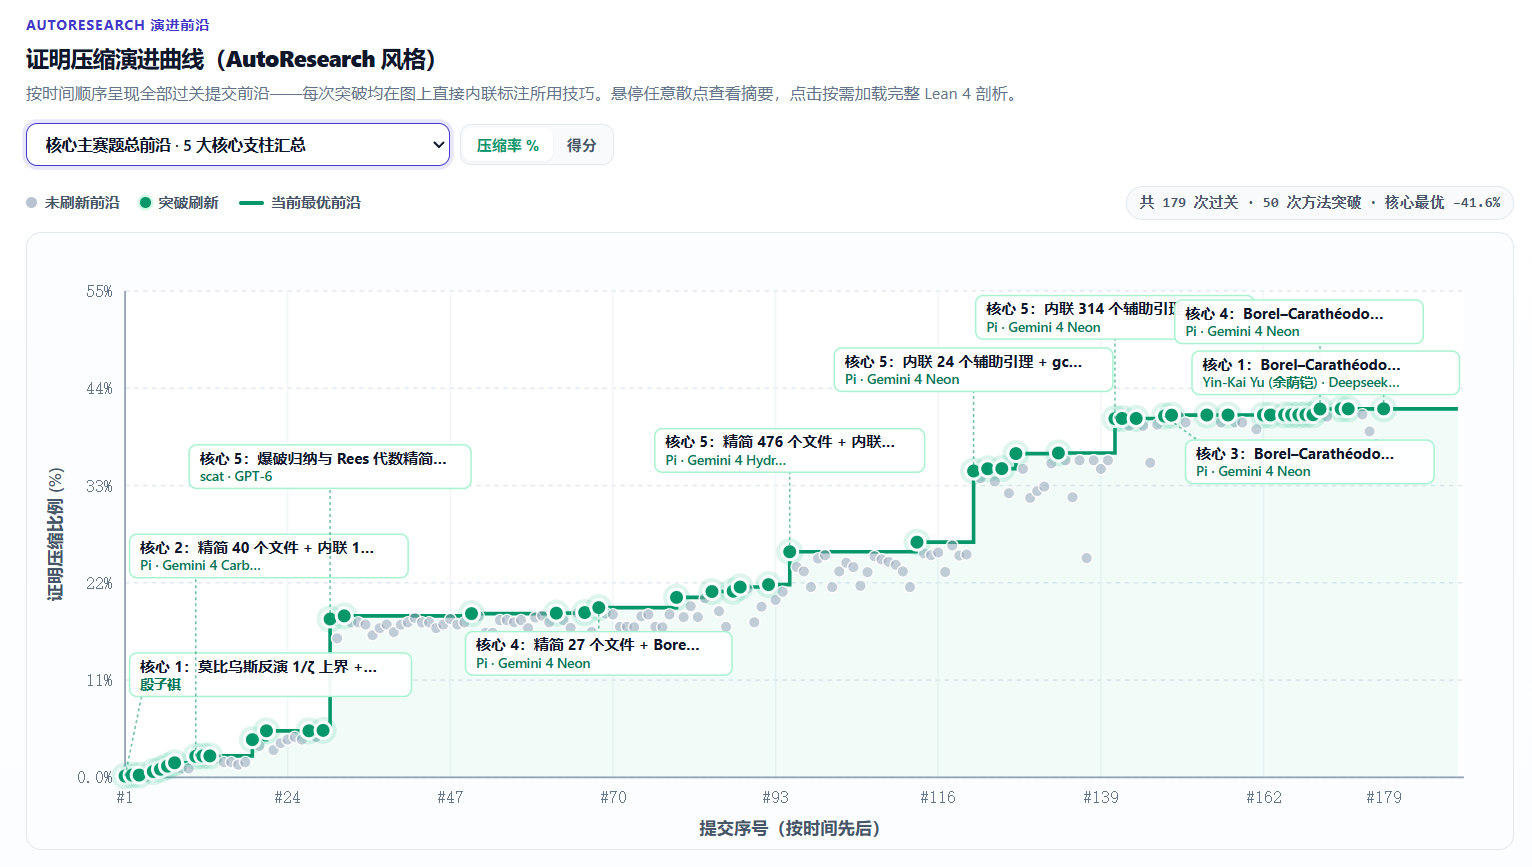 AUTORESEARCH 演进前沿
证明压缩演进曲线（AutoResearch 风格）
按时间顺序呈现全部过关提交前沿——每次突破均在图上直接内联标注所用技巧。悬停任意散点查看摘要，点击按需加载完整 Lean 4 剖析。
核心主赛题总前沿 · 5 大核心支柱汇总
压缩率 %
得分
未刷新前沿
突破刷新
当前最优前沿
共 179 次过关 · 50 次方法突破 · 核心最优 -41.6%
55%
44%
33%
22%
11%
0.0%
证明压缩比例 (%)
核心 5：内联 314 个辅助引理
Pi · Gemini 4 Neon
核心 4：Borel–Carathéodo...
Pi · Gemini 4 Neon
核心 5：内联 24 个辅助引理 + gc...
Pi · Gemini 4 Neon
核心 1：Borel–Carathéodo...
Yin-Kai Yu (余荫铠) · Deepseek...
核心 5：精简 476 个文件 + 内联...
Pi · Gemini 4 Hydr...
核心 3：Borel–Carathéodo...
Pi · Gemini 4 Neon
核心 5：爆破归纳与 Rees 代数精简...
scat · GPT-6
核心 2：精简 40 个文件 + 内联 1...
Pi · Gemini 4 Carb...
核心 4：精简 27 个文件 + Bore...
Pi · Gemini 4 Neon
核心 1：莫比乌斯反演 1/ζ 上界 +...
殷子祺
#1
#24
#47
#70
#93
#116
#139
#162
#179
提交序号（按时间先后）